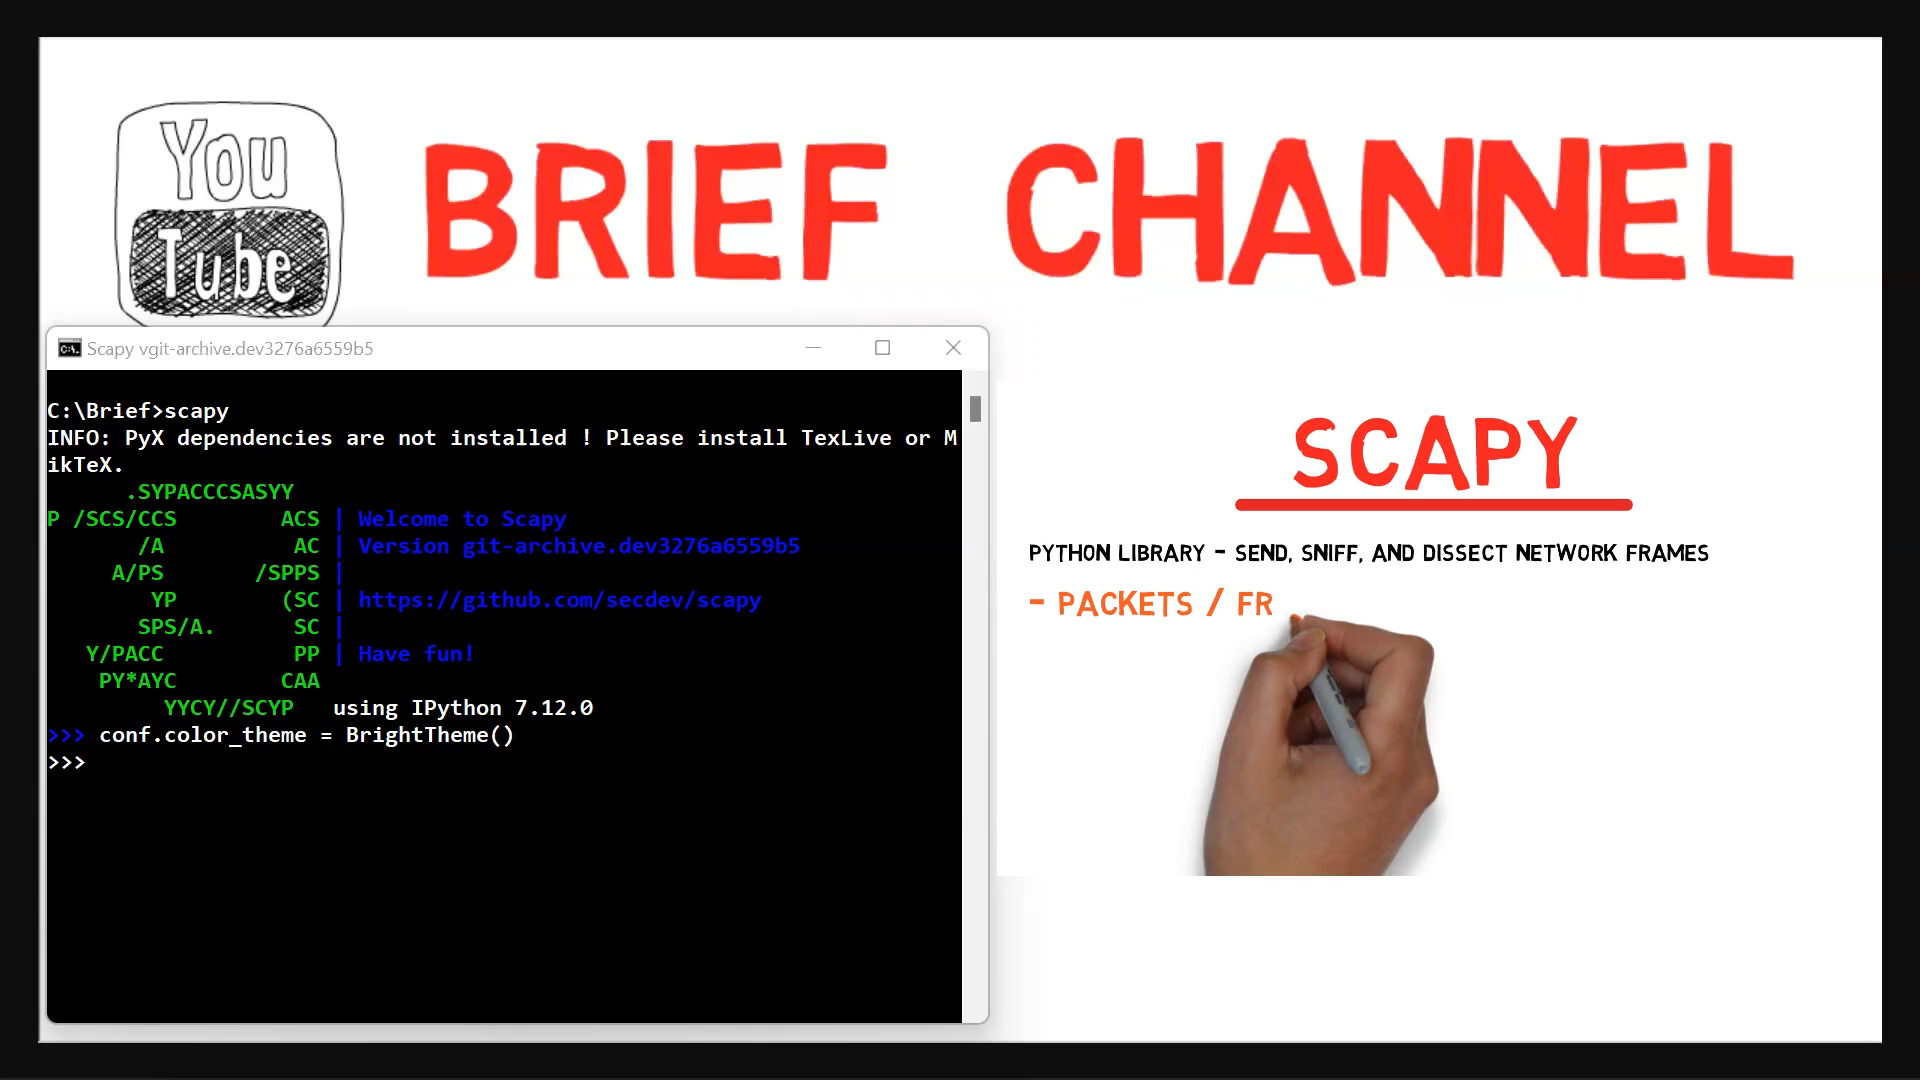 You
Tube
BRIEF CHANNEL
Scapy vgit-archive.dev3276a6559b5
C:\Brief>scapy
INFO: PyX dependencies are not installed ! Please install TexLive or M
ikTeX.
.SYPACCCSASYY
P /SCS/CCS ACS | Welcome to Scapy
/A AC | Version git-archive.dev3276a6559b5
A/PS /SPPS |
YP (SC | https://github.com/secdev/scapy
SPS/A. SC |
Y/PACC PP | Have fun!
PY*AYC CAA
YYCY//SCYP using IPython 7.12.0
>>> conf.color_theme = BrightTheme()
>>>
SCAPY
PYTHON LIBRARY - SEND, SNIFF, AND DISSECT NETWORK FRAMES
- PACKETS / FR